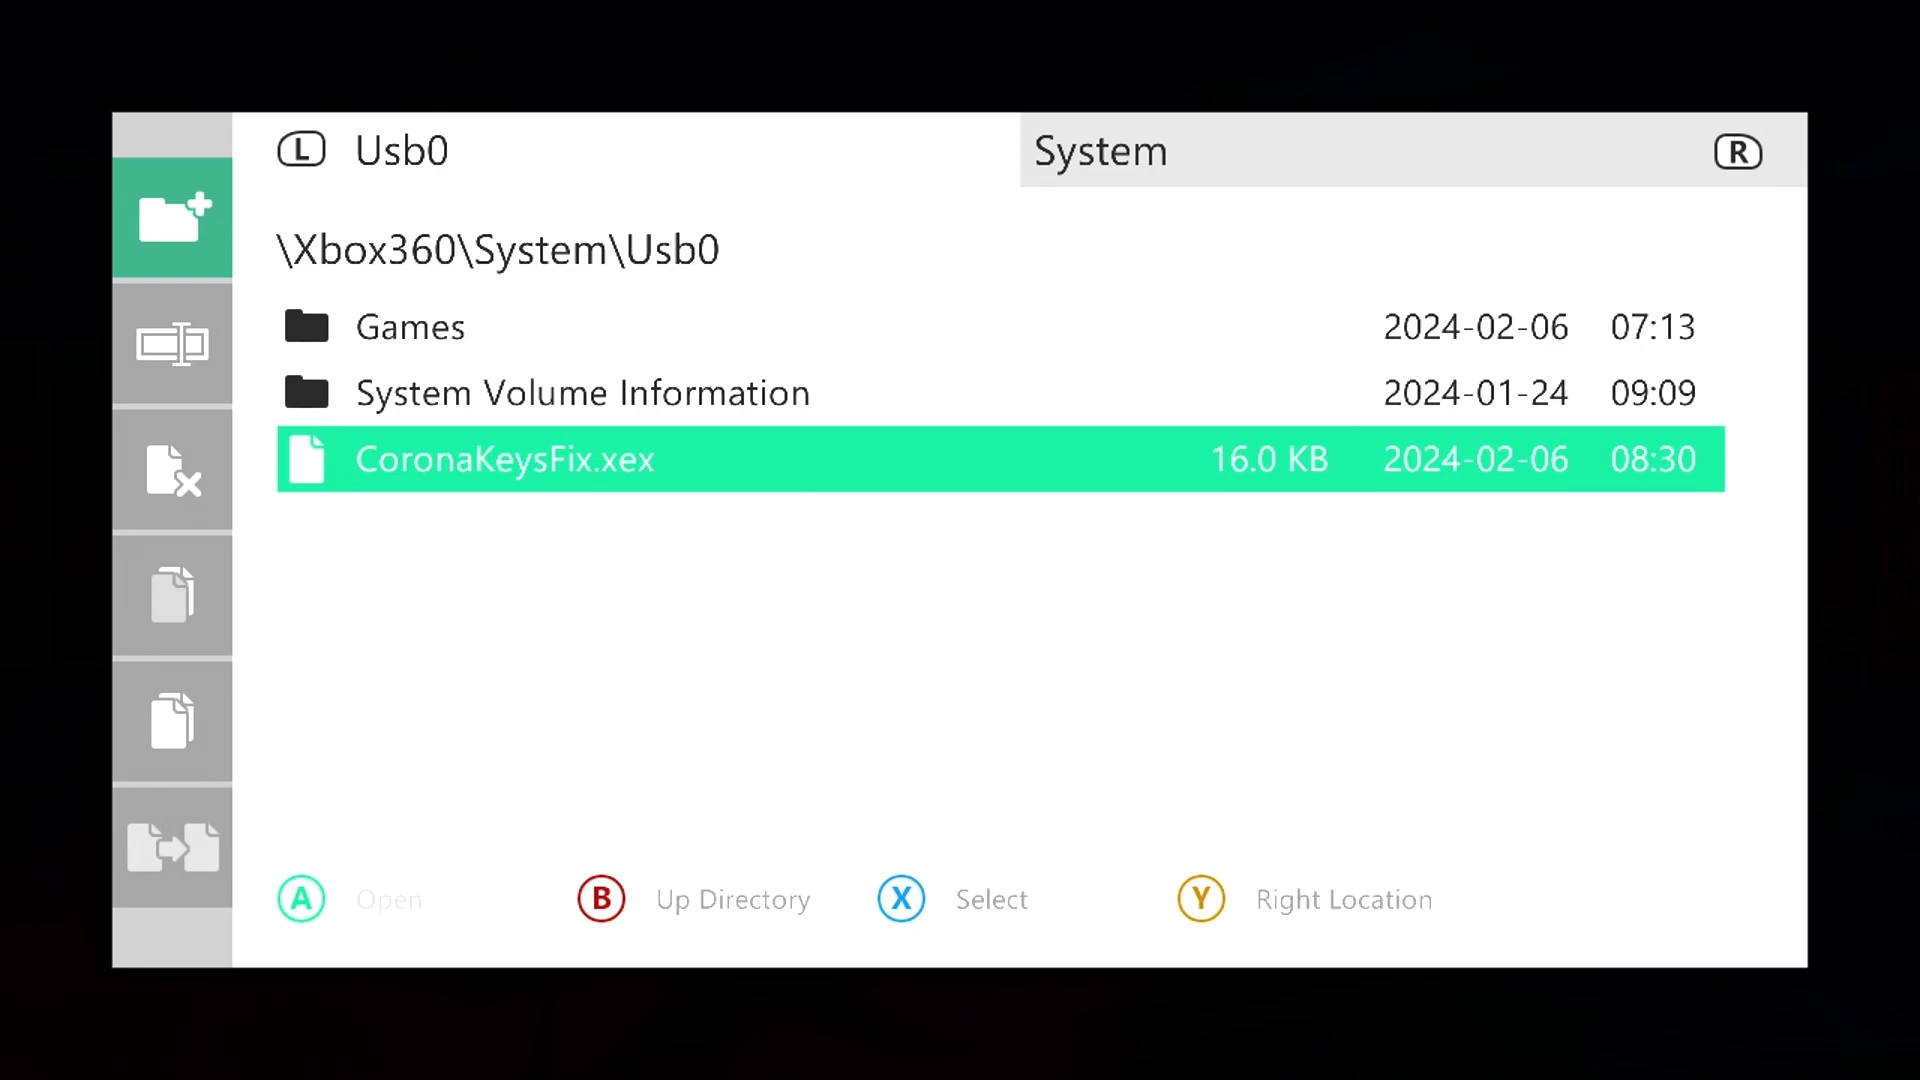 L Usb0
System R
\Xbox360\System\Usb0
Games 2024-02-06 07:13
System Volume Information 2024-01-24 09:09
CoronaKeysFix.xex 16.0 KB 2024-02-06 08:30
A Open B Up Directory X Select Y Right Location